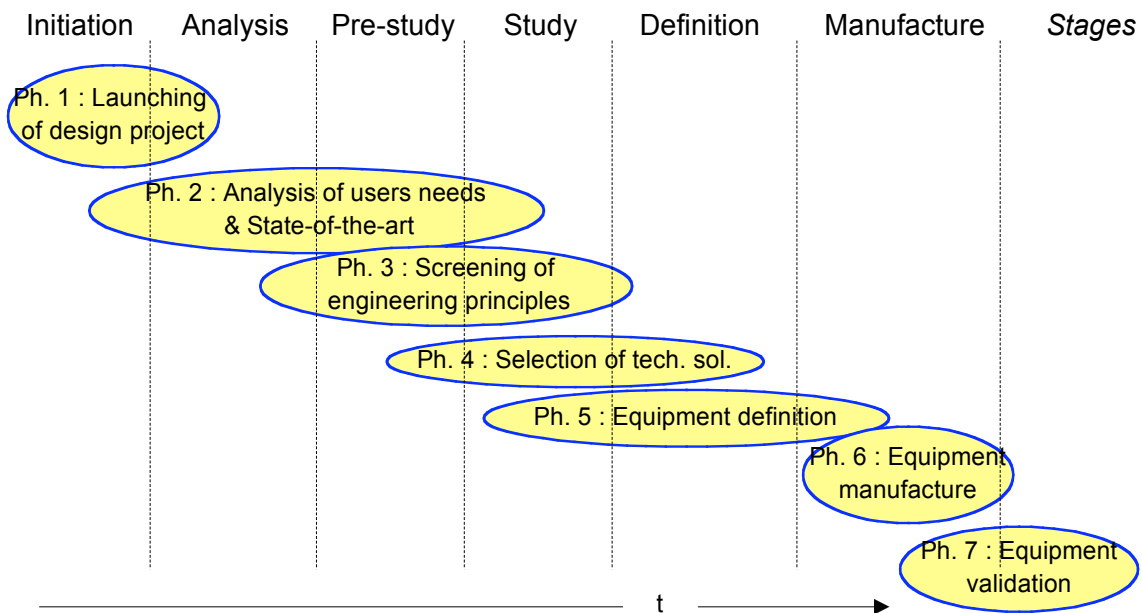 Initiation Analysis Pre-study Study Definition Manufacture Stages
Ph. 1 : Launching
of design project
Ph. 2 : Analysis of users needs
& State-of-the-art
Ph. 3 : Screening of
engineering principles
Ph. 4 : Selection of tech. sol.
Ph. 5 : Equipment definition
Ph. 6 : Equipment
manufacture
Ph. 7 : Equipment
validation
t